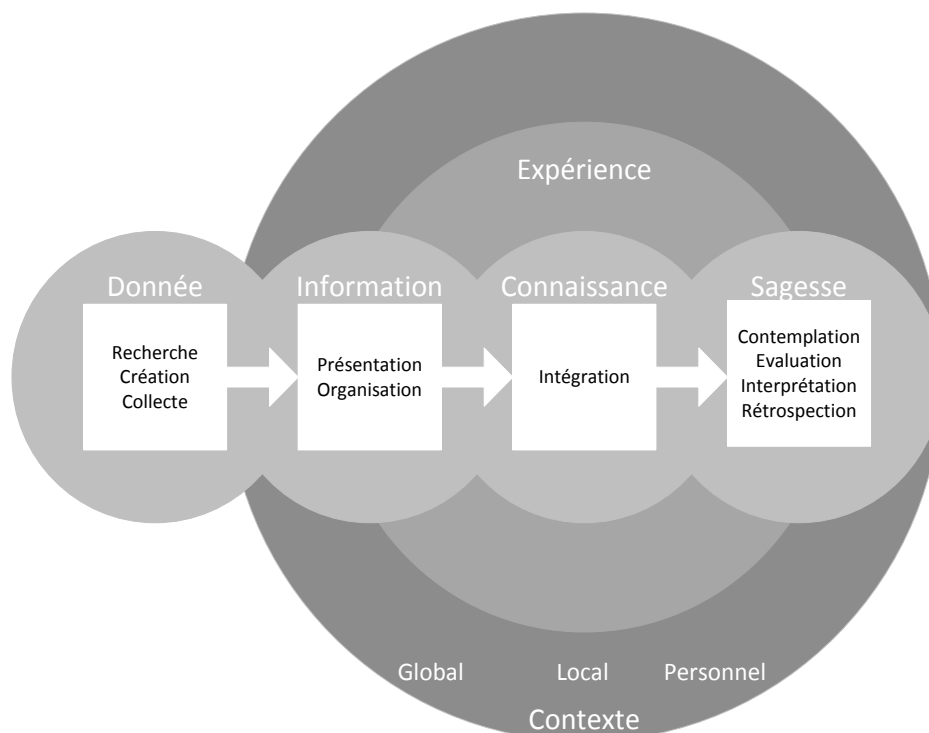 Expérience
Donnée
Information
Connaissance
Sagesse
Recherche
Création
Collecte
Présentation
Organisation
Intégration
Contemplation
Evaluation
Interprétation
Rétrospection
Global
Local
Personnel
Contexte